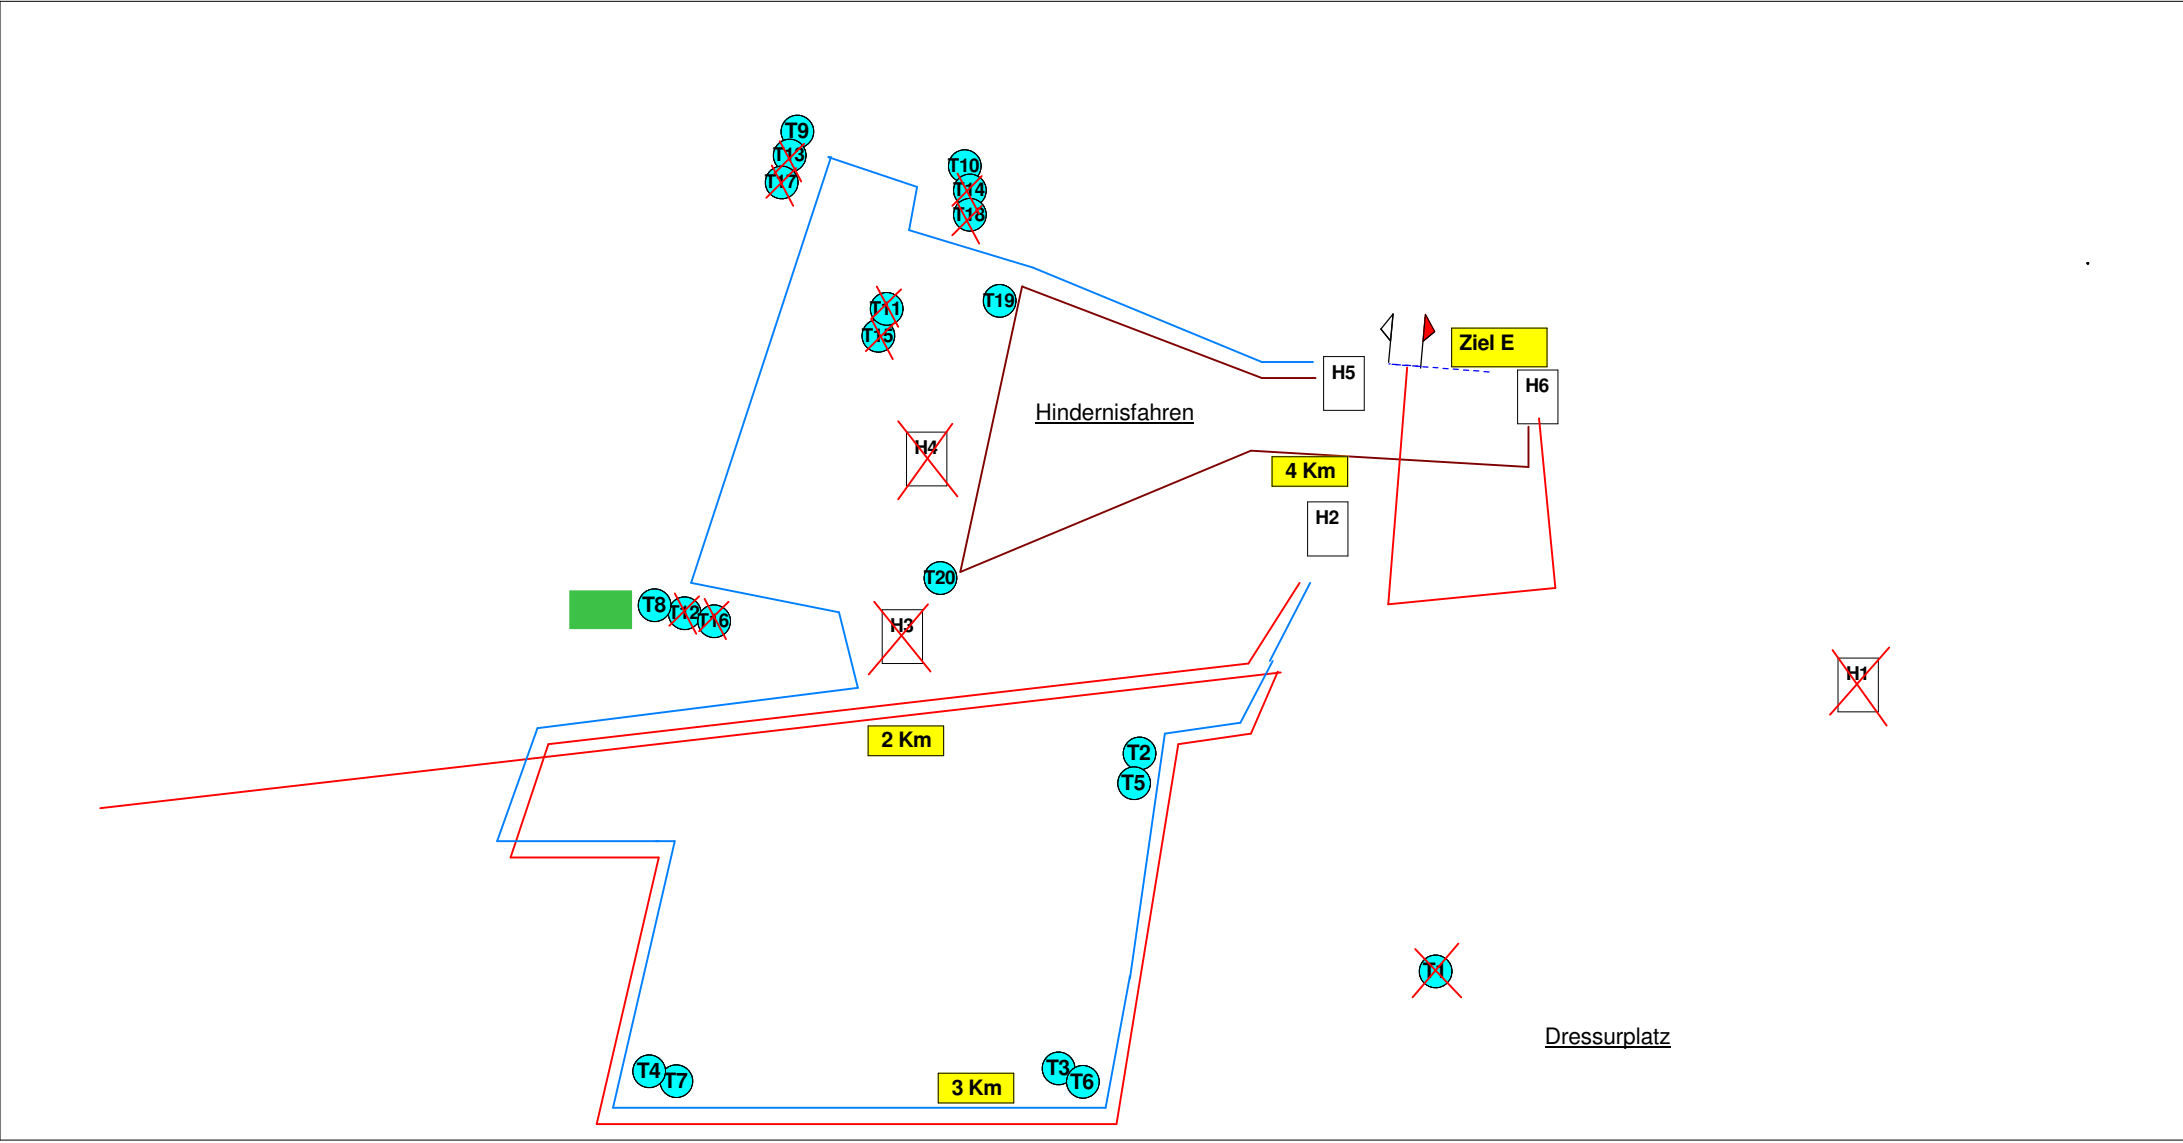 T9
T13
T17
T10
T14
T18
T11
T15
T19
Ziel E
H5
H6
Hindernisfahren
H4
4 Km
H2
T20
T8
T12
T16
H3
H1
2 Km
T2
T5
T1
Dressurplatz
T4
T7
3 Km
T3
T6